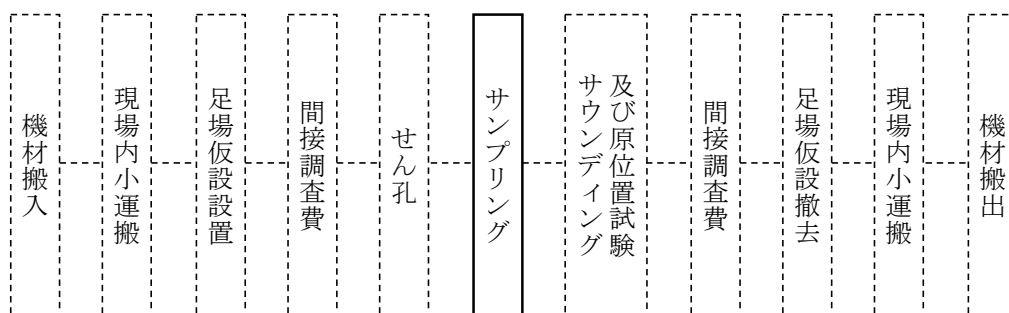 機材搬入
現場内小運搬
足場仮設設置
間接調査費
せん孔
サンプリング
サウンディング
及び原位置試験
間接調査費
足場仮設撤去
現場内小運搬
機材搬出